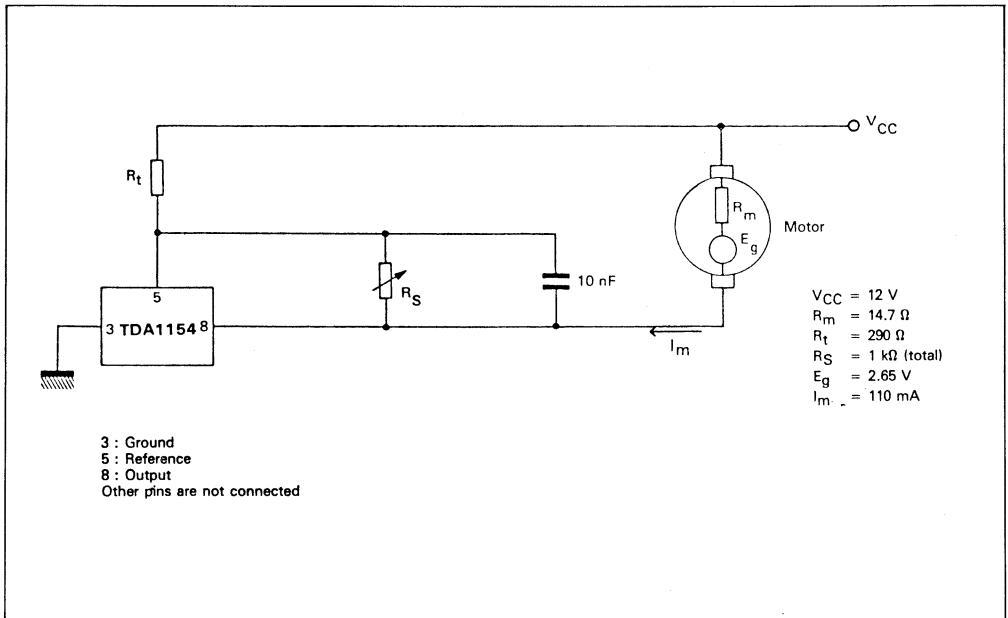 V_CC
R_t
R_m
E_g
Motor
R_S
10 nF
5
3 TDA1154 8
I_m
V_CC = 12 V
R_m = 14.7 Ω
R_t = 290 Ω
R_S = 1 kΩ (total)
E_g = 2.65 V
I_m = 110 mA
3 : Ground
5 : Reference
8 : Output
Other pins are not connected